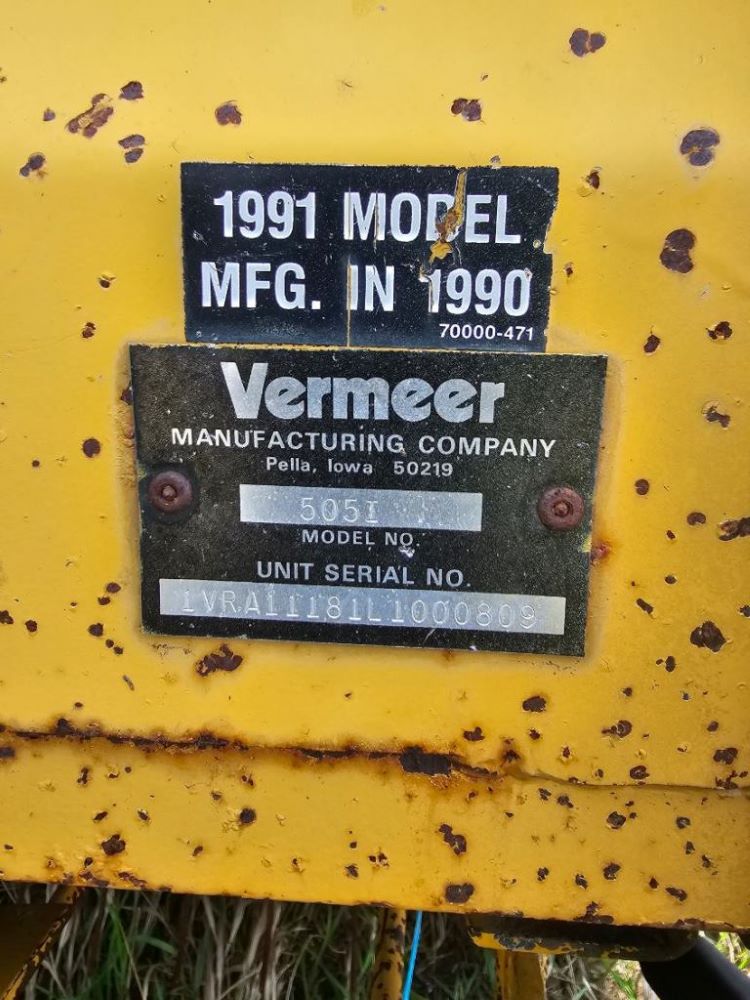 1991 MODEL
MFG. IN 1990
70000-471
Vermeer
MANUFACTURING COMPANY
Pella, Iowa 50219
505I
MODEL NO.
UNIT SERIAL NO.
1VRA11181L1000809